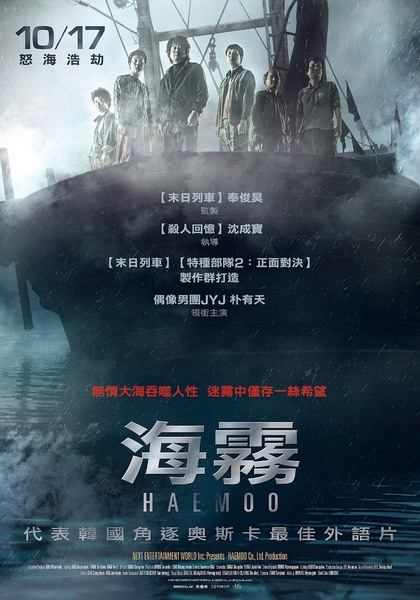 10/17
怒海浩劫
【末日列車】奉俊昊
監製
【殺人回憶】沈成寶
執導
【末日列車】【特種部隊2：正面對決】
製作群打造
偶像男團JYJ 朴有天
領銜主演
無情大海吞噬人性 迷霧中僅存一絲希望
海霧
HAEMOO
代表韓國角逐奧斯卡最佳外語片
NEXT ENTERTAINMENT WORLD Inc. Presents HAEMOO Co., Ltd. Production